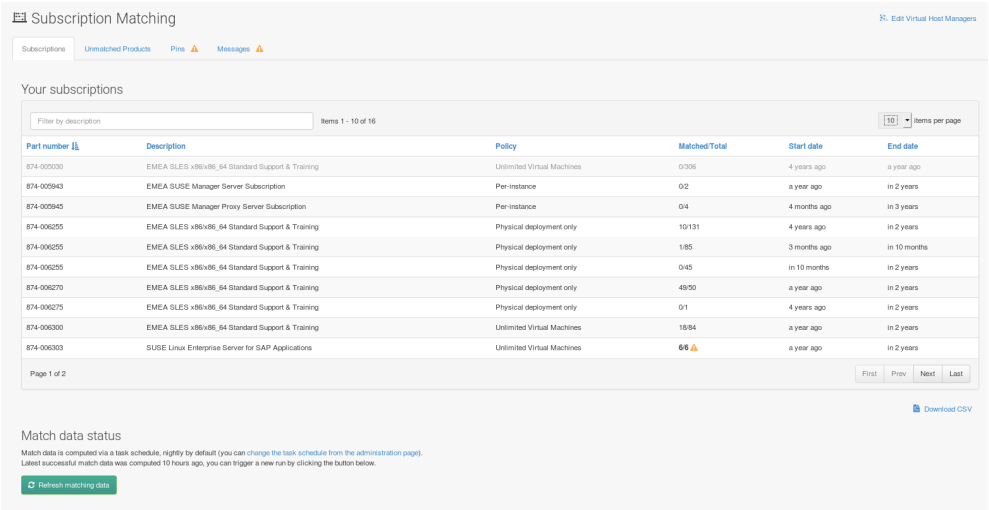 Subscription Matching
Edit Virtual Host Managers
Subscriptions Unmatched Products Pins Messages
Your subscriptions
Filter by description Items 1 - 10 of 16 10 items per page
Part number Description Policy Matched/Total Start date End date
874-005030 EMEA SLES x86/x86_64 Standard Support & Training Unlimited Virtual Machines 0/306 4 years ago a year ago
874-005943 EMEA SUSE Manager Server Subscription Per-instance 0/2 a year ago in 2 years
874-005945 EMEA SUSE Manager Proxy Server Subscription Per-instance 0/4 4 months ago in 3 years
874-006255 EMEA SLES x86/x86_64 Standard Support & Training Physical deployment only 10/131 4 years ago in 2 years
874-006255 EMEA SLES x86/x86_64 Standard Support & Training Physical deployment only 1/85 3 months ago in 10 months
874-006255 EMEA SLES x86/x86_64 Standard Support & Training Physical deployment only 0/45 in 10 months in 2 years
874-006270 EMEA SLES x86/x86_64 Standard Support & Training Physical deployment only 49/50 a year ago in 2 years
874-006275 EMEA SLES x86/x86_64 Standard Support & Training Physical deployment only 0/1 4 years ago in 2 years
874-006300 EMEA SLES x86/x86_64 Standard Support & Training Unlimited Virtual Machines 18/84 a year ago in 2 years
874-006303 SUSE Linux Enterprise Server for SAP Applications Unlimited Virtual Machines 6/6 a year ago in 2 years
Page 1 of 2 First Prev Next Last
Download CSV
Match data status
Match data is computed via a task schedule, nightly by default (you can change the task schedule from the administration page).
Latest successful match data was computed 10 hours ago, you can trigger a new run by clicking the button below.
Refresh matching data